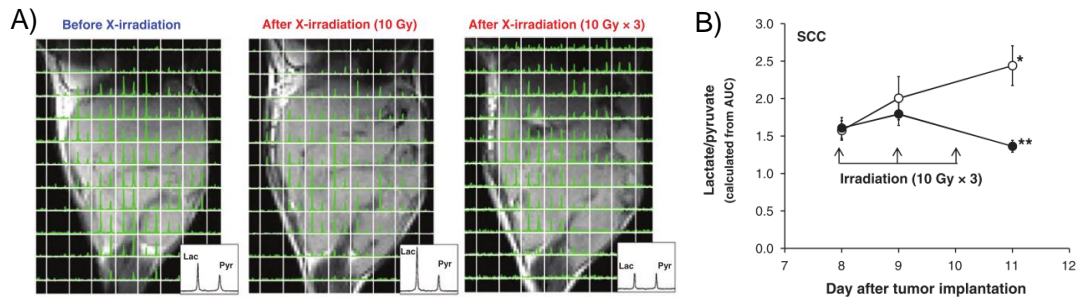 A)
Before X-irradiation
After X-irradiation (10 Gy)
After X-irradiation (10 Gy × 3)
Lac
Pyr
Lac
Pyr
Lac
Pyr
B)
SCC
Lactate/pyruvate
(calculated from AUC)
3.0
2.5
2.0
1.5
1.0
0.5
0.0
*
**
Irradiation (10 Gy × 3)
7 8 9 10 11 12
Day after tumor implantation